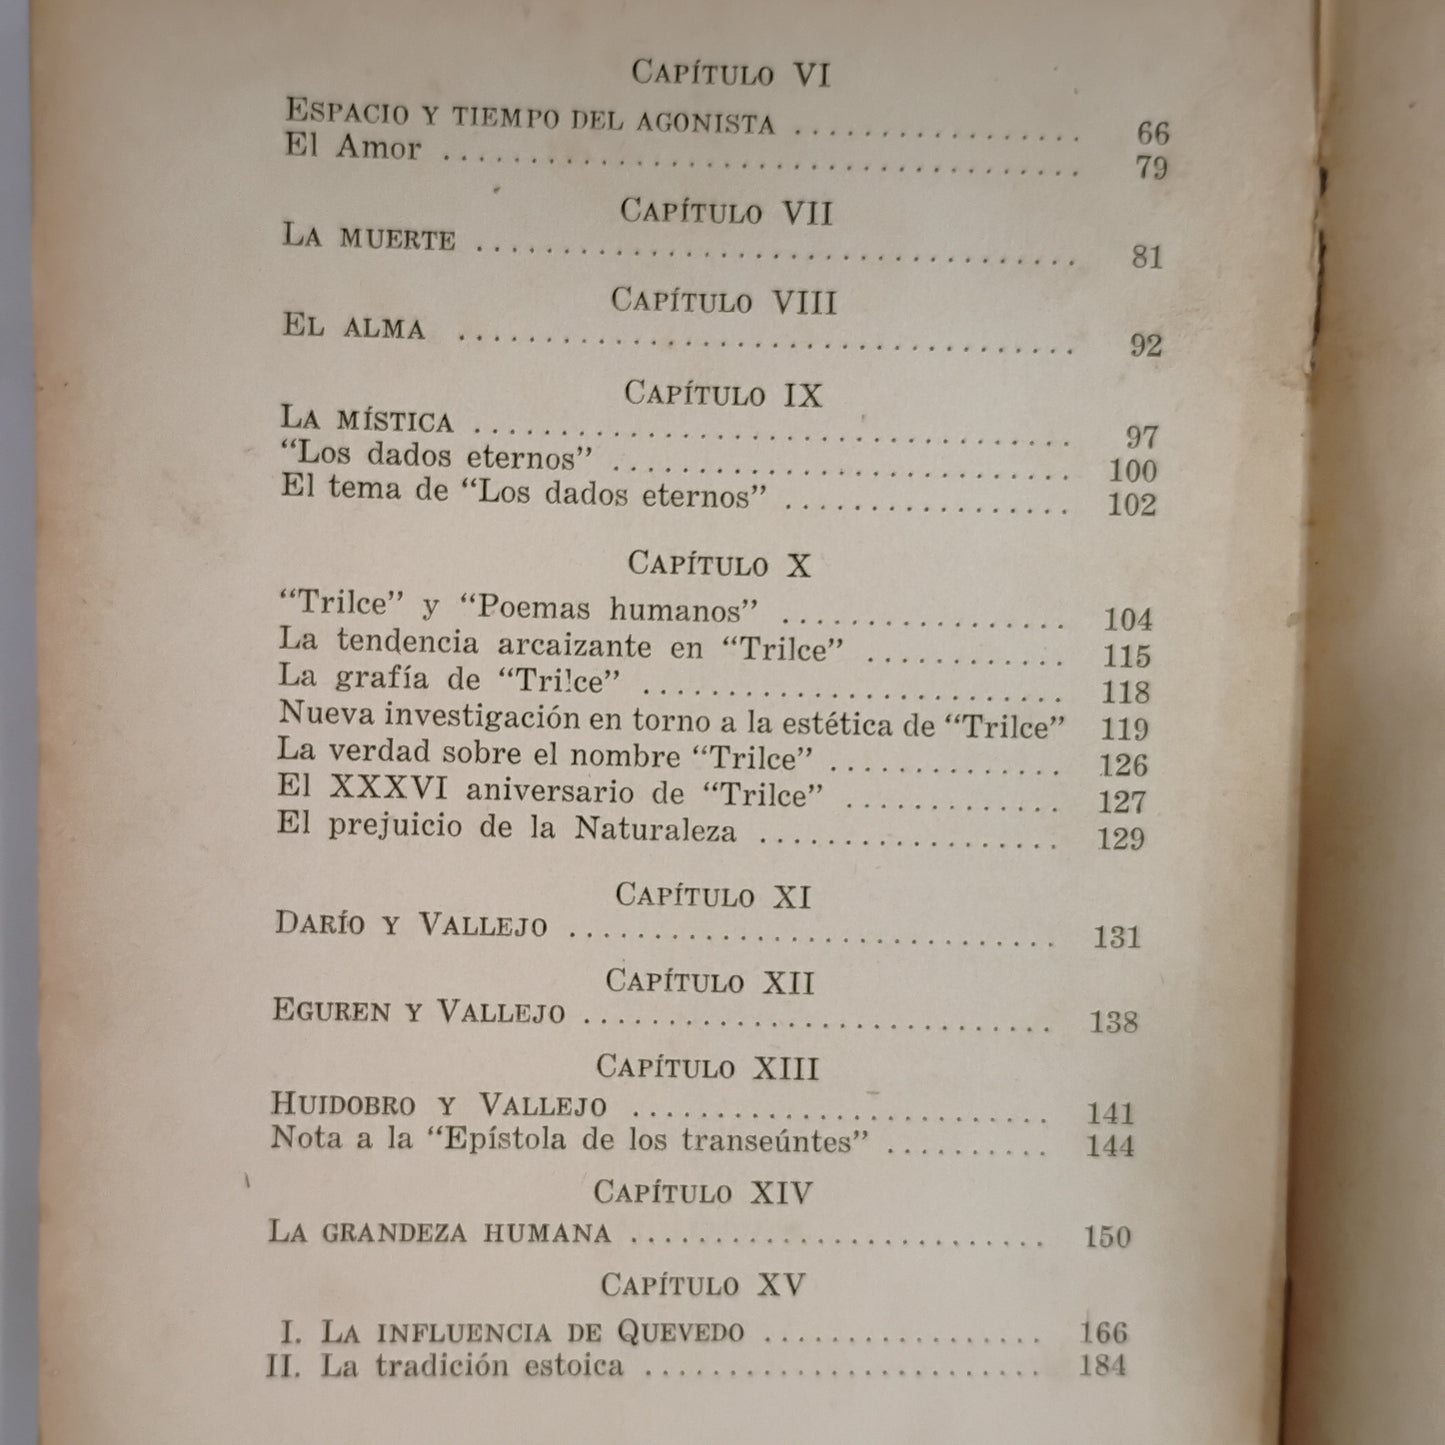 CAPÍTULO VI
ESPACIO Y TIEMPO DEL AGONISTA .................. 66
El Amor ...................................... 79
CAPÍTULO VII
LA MUERTE ................................... 81
CAPÍTULO VIII
EL ALMA .................................... 92
CAPÍTULO IX
LA MÍSTICA ................................... 97
“Los dados eternos” ........................... 100
El tema de “Los dados eternos” ................. 102
CAPÍTULO X
“Trilce” y “Poemas humanos” ................. 104
La tendencia arcaizante en “Trilce” ............ 115
La grafía de “Trilce” ......................... 118
Nueva investigación en torno a la estética de “Trilce” 119
La verdad sobre el nombre “Trilce” .............. 126
El XXXVI aniversario de “Trilce” ............. 127
El prejuicio de la Naturaleza .................. 129
CAPÍTULO XI
DARÍO Y VALLEJO ............................. 131
CAPÍTULO XII
EGUREN Y VALLEJO ............................ 138
CAPÍTULO XIII
HUIDOBRO Y VALLEJO ......................... 141
Nota a la “Epístola de los transeúntes” .......... 144
CAPÍTULO XIV
LA GRANDEZA HUMANA ......................... 150
CAPÍTULO XV
I. LA INFLUENCIA DE QUEVEDO ................. 166
II. La tradición estoica ........................ 184